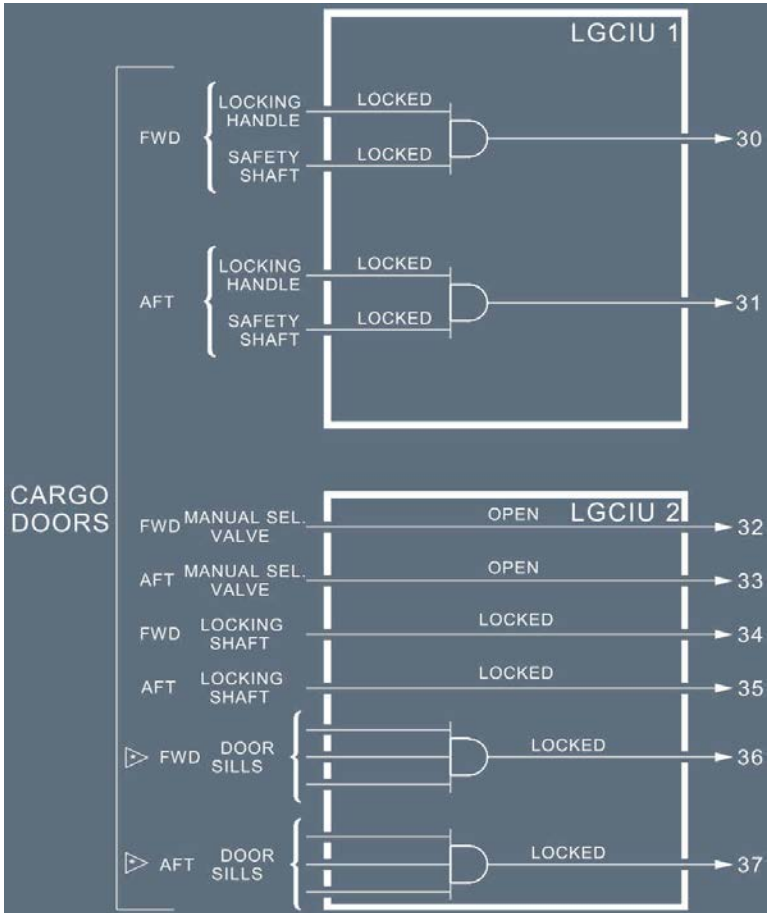 LGCIU 1
FWD
LOCKING
HANDLE
LOCKED
SAFETY
SHAFT
LOCKED
30
AFT
LOCKING
HANDLE
LOCKED
SAFETY
SHAFT
LOCKED
31
CARGO
DOORS
LGCIU 2
FWD MANUAL SEL.
VALVE
OPEN
32
AFT MANUAL SEL.
VALVE
OPEN
33
FWD LOCKING
SHAFT
LOCKED
34
AFT LOCKING
SHAFT
LOCKED
35
FWD DOOR
SILLS
LOCKED
36
AFT DOOR
SILLS
LOCKED
37